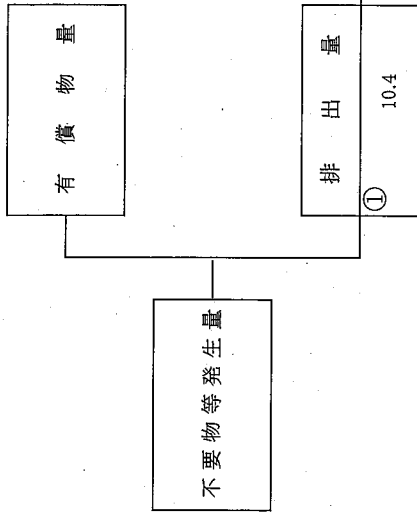 有償物量
不要物等発生量
排出量
①
10.4